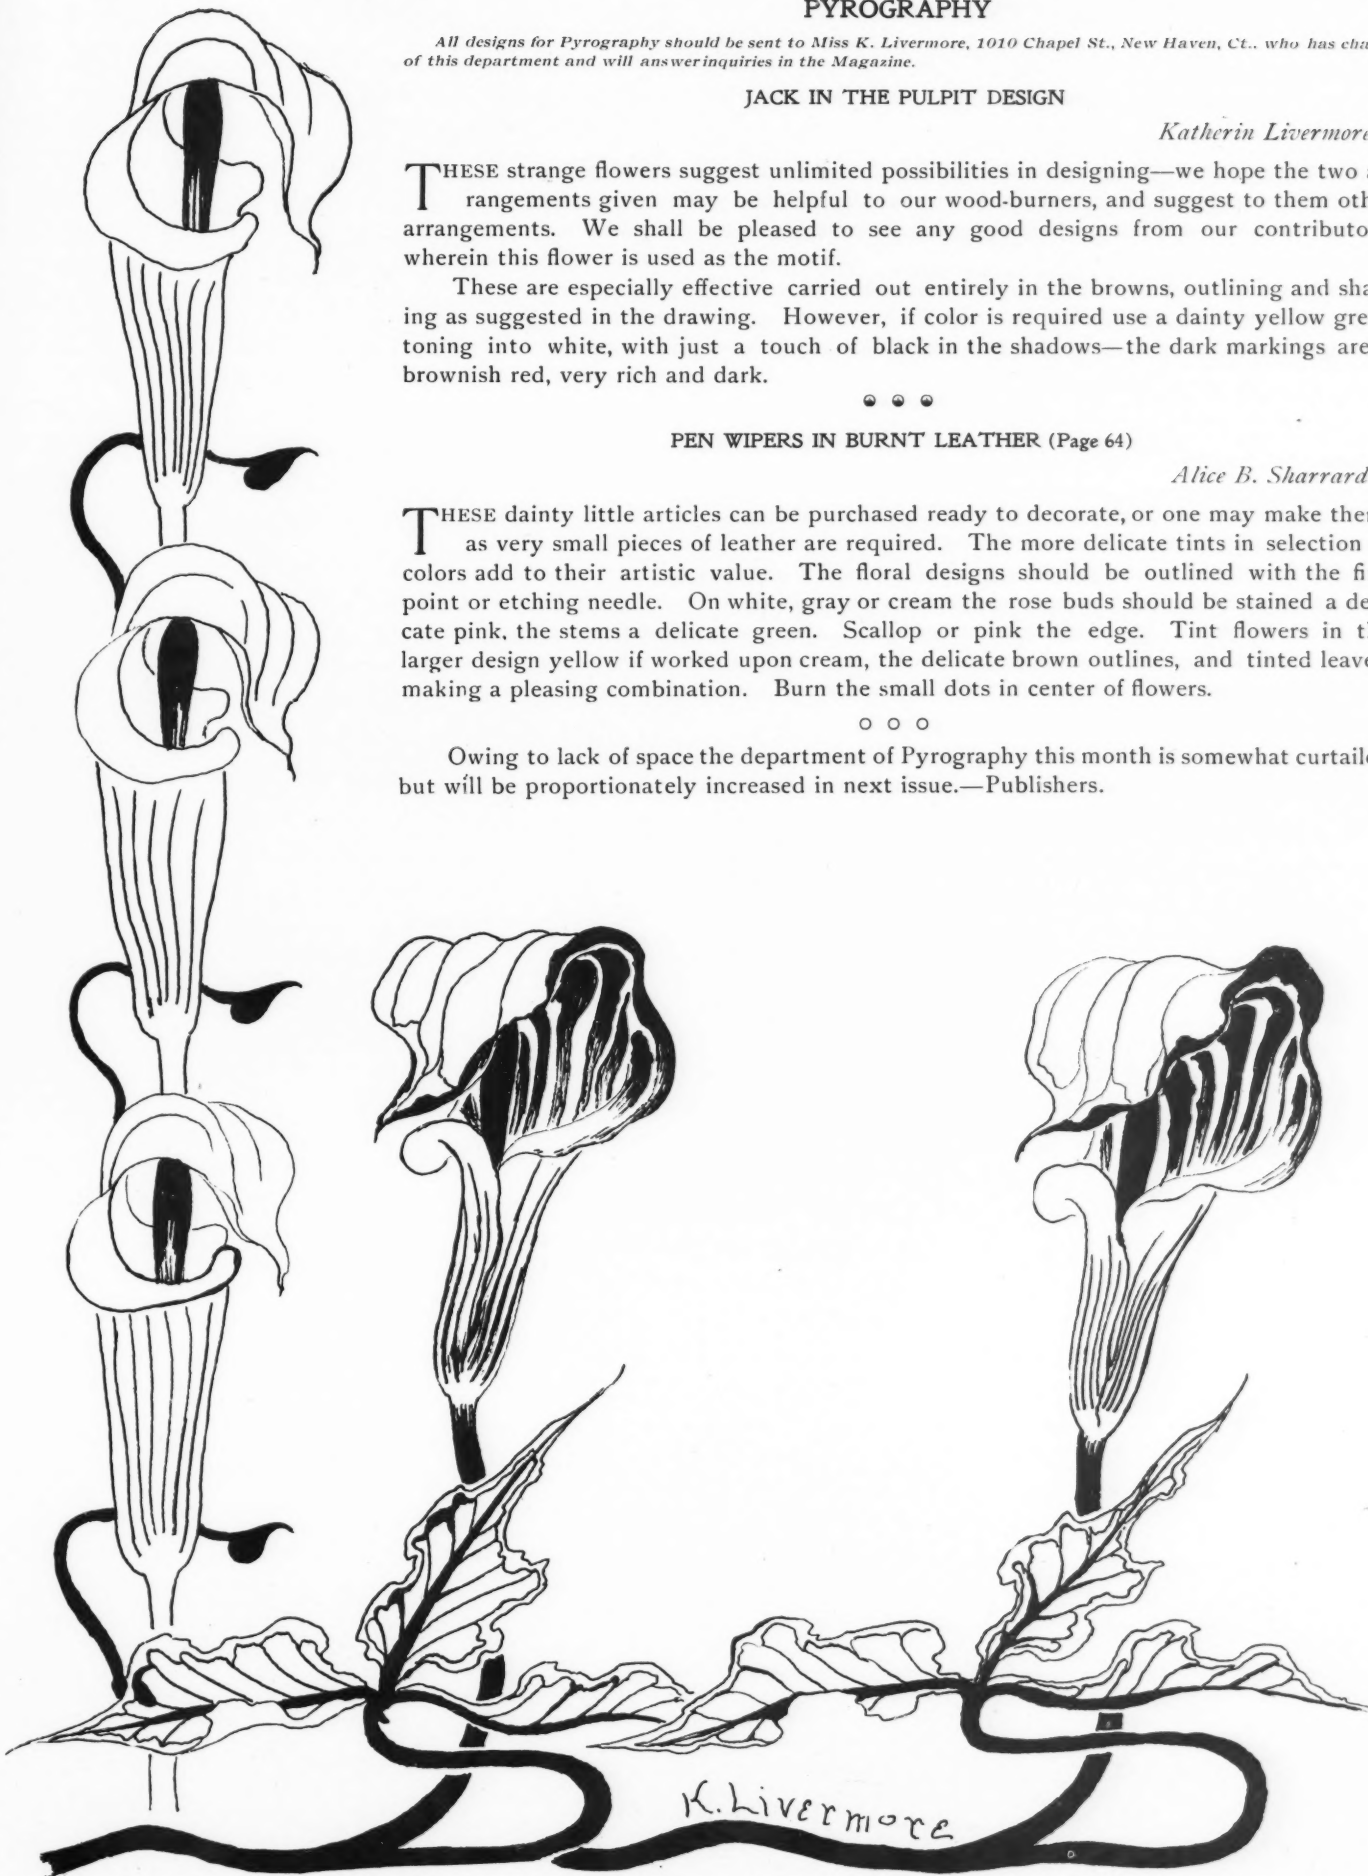 PYROGRAPHY
All designs for Pyrography should be sent to Miss K. Livermore, 1010 Chapel St., New Haven, Ct.. who has
of this department and will answer inquiries in the Magazine.
JACK IN THE PULPIT DESIGN
Katherin Livermore
THESE strange flowers suggest unlimited possibilities in designing—we hope the two
rangements given may be helpful to our wood-burners, and suggest to them
arrangements. We shall be pleased to see any good designs from our
wherein this flower is used as the motif.
These are especially effective carried out entirely in the browns, outlining and
ing as suggested in the drawing. However, if color is required use a dainty yellow
toning into white, with just a touch of black in the shadows—the dark markings are
brownish red, very rich and dark.
PEN WIPERS IN BURNT LEATHER (Page 64)
Alice B. Sharrard
THESE dainty little articles can be purchased ready to decorate, or one may make
as very small pieces of leather are required. The more delicate tints in selection
colors add to their artistic value. The floral designs should be outlined with the
point or etching needle. On white, gray or cream the rose buds should be stained a
cate pink, the stems a delicate green. Scallop or pink the edge. Tint flowers in
larger design yellow if worked upon cream, the delicate brown outlines, and tinted
making a pleasing combination. Burn the small dots in center of flowers.
Owing to lack of space the department of Pyrography this month is somewhat
but will be proportionately increased in next issue.—Publishers.
K. Livermore